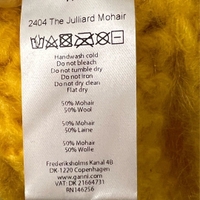 2404 The Julliard Mohair
Handwash cold
Do not bleach
Do not tumble dry
Do not iron
Do not dry clean
Flat dry
50% Mohair
50% Wool
50% Mohair
50% Laine
50% Mohair
50% Wolle
Frederiksholms Kanal 4B
DK-1220 Copenhagen
www.ganni.com
VAT: DK 21664731
RN146256